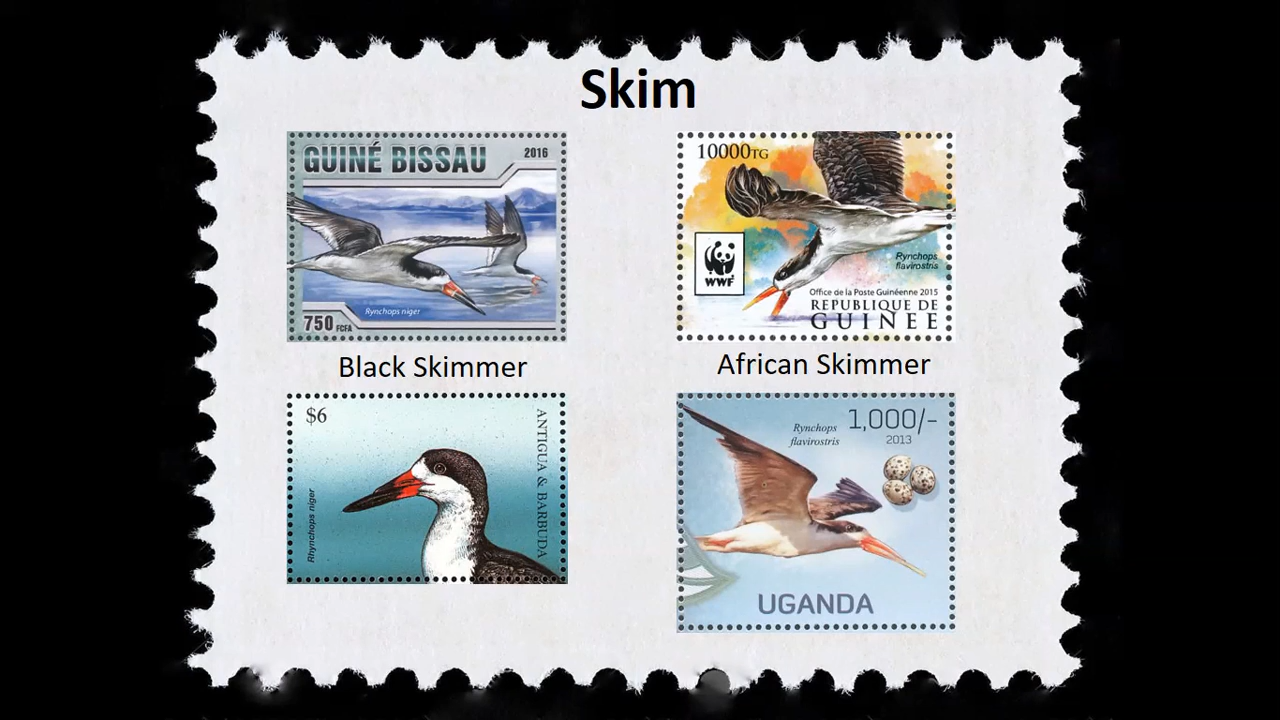 Skim
GUINÉ BISSAU
2016
Rynchops niger
750 FCFA
Black Skimmer
10000TG
Rynchops
flavirostris
WWF
Office de la Poste Guinéenne 2015
REPUBLIQUE DE
GUINEE
African Skimmer
$6
ANTIGUA & BARBUDA
Rhynchops niger
Rynchops
flavirostris
1,000/-
2013
UGANDA